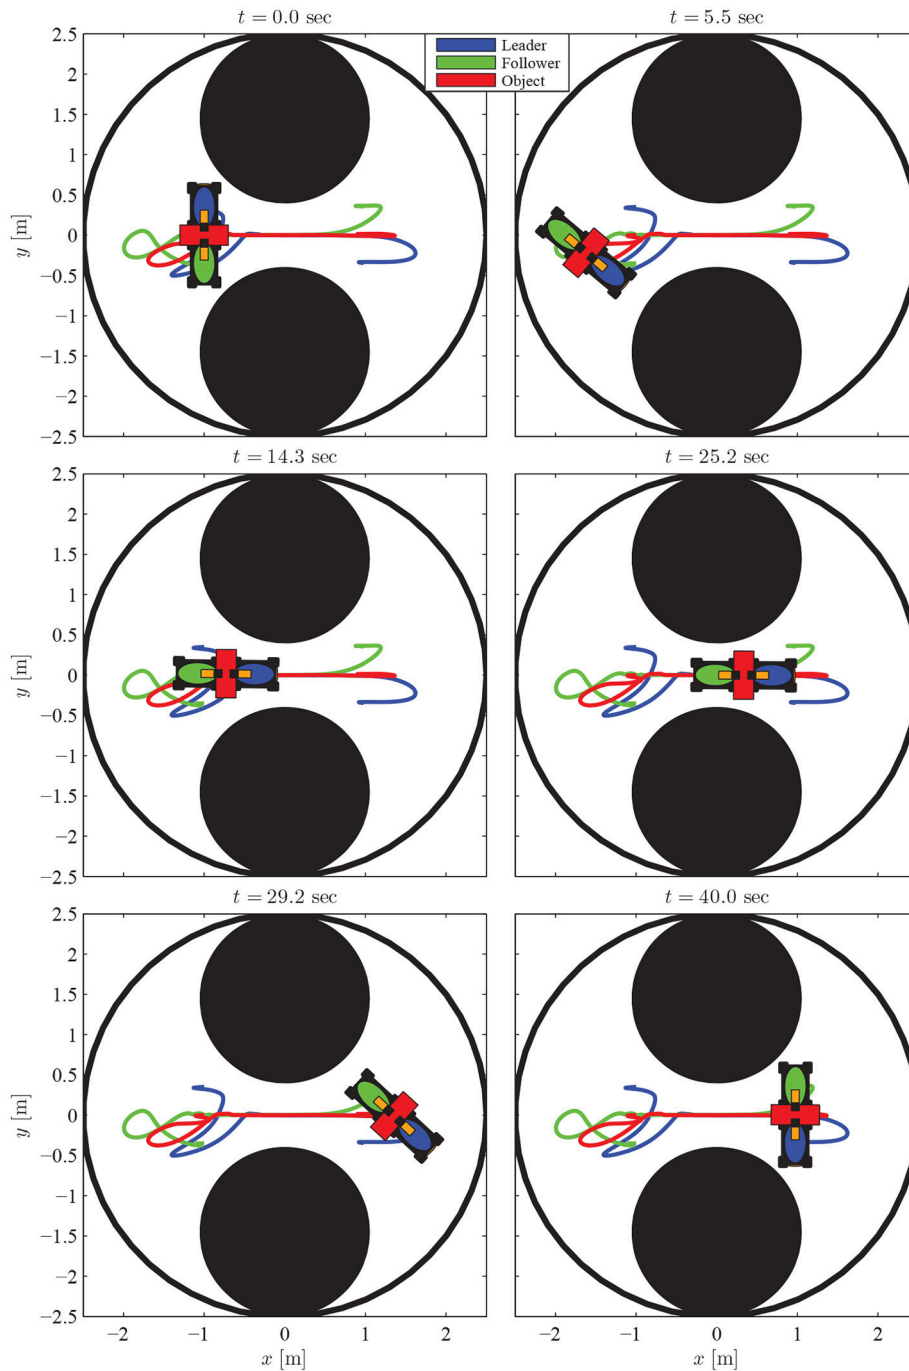 t = 0.0 sec
t = 5.5 sec
2.5
2
1.5
1
0.5
0
−0.5
−1
−1.5
−2
−2.5
y [m]
Leader
Follower
Object
t = 14.3 sec
t = 25.2 sec
2.5
2
1.5
1
0.5
0
−0.5
−1
−1.5
−2
−2.5
y [m]
t = 29.2 sec
t = 40.0 sec
2.5
2
1.5
1
0.5
0
−0.5
−1
−1.5
−2
−2.5
y [m]
−2 −1 0 1 2
x [m]
−2 −1 0 1 2
x [m]